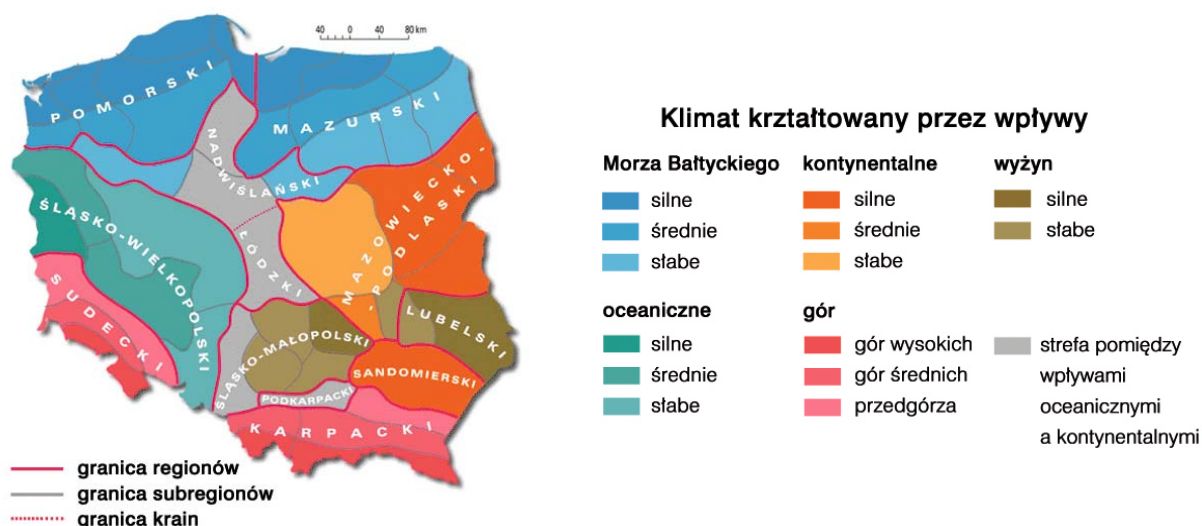 40 0 40 80 km
POMORSKI
MAZURSKI
NADWIŚLAŃSKI
MAZOWIECKO-
-PODLASKI
ŚLĄSKO-WIELKOPOLSKI
ŁÓDZKI
SUDECKI
LUBELSKI
ŚLĄSKO-MAŁOPOLSKI
SANDOMIERSKI
PODKARPACKI
KARPACKI
granica regionów
granica subregionów
granica krain
Klimat krztałtowany przez wpływy
Morza Bałtyckiego
silne
średnie
słabe
kontynentalne
silne
średnie
słabe
wyżyn
silne
słabe
oceaniczne
silne
średnie
słabe
gór
gór wysokich
gór średnich
przedgórza
strefa pomiędzy
wpływami
oceanicznymi
a kontynentalnymi